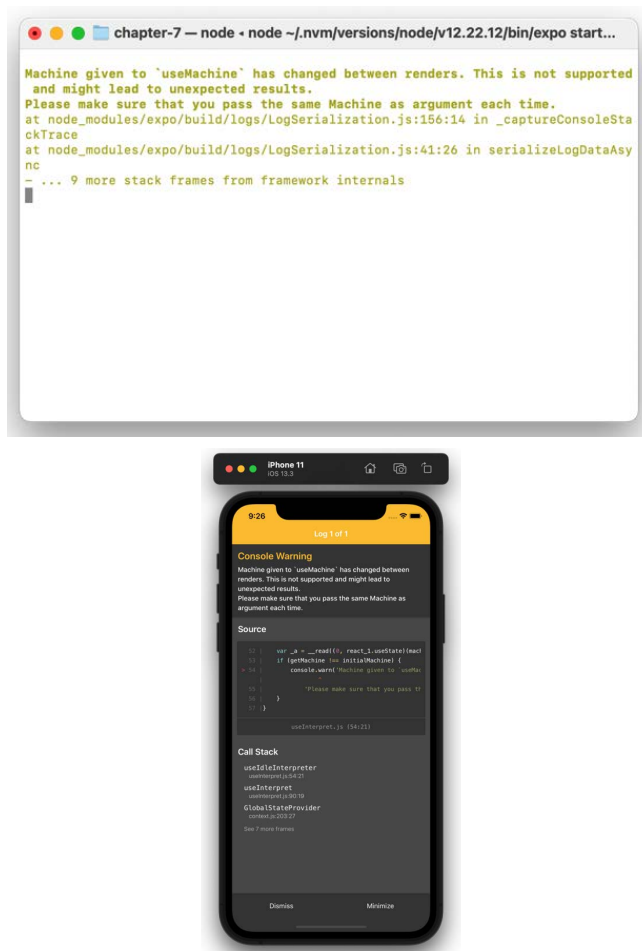 chapter-7 — node ◂ node ~/.nvm/versions/node/v12.22.12/bin/expo start...
Machine given to `useMachine` has changed between renders. This is not supported
and might lead to unexpected results.
Please make sure that you pass the same Machine as argument each time.
at node_modules/expo/build/logs/LogSerialization.js:156:14 in _captureConsoleSta
ckTrace
at node_modules/expo/build/logs/LogSerialization.js:41:26 in serializeLogDataAsy
nc
- ... 9 more stack frames from framework internals
iPhone 11
iOS 13.3
9:26
Log 1 of 1
Console Warning
Machine given to `useMachine` has changed between
renders. This is not supported and might lead to
unexpected results.
Please make sure that you pass the same Machine as
argument each time.
Source
52 | var _a = __read((0, react_1.useState)(mach
53 | if (getMachine !== initialMachine) {
> 54 | console.warn('Machine given to `useMac
| ^
55 | 'Please make sure that you pass th
56 | }
57 | }
useInterpret.js (54:21)
Call Stack
useIdleInterpreter
useInterpret.js:54:21
useInterpret
useInterpret.js:90:19
GlobalStateProvider
context.js:203:27
See 7 more frames
Dismiss
Minimize